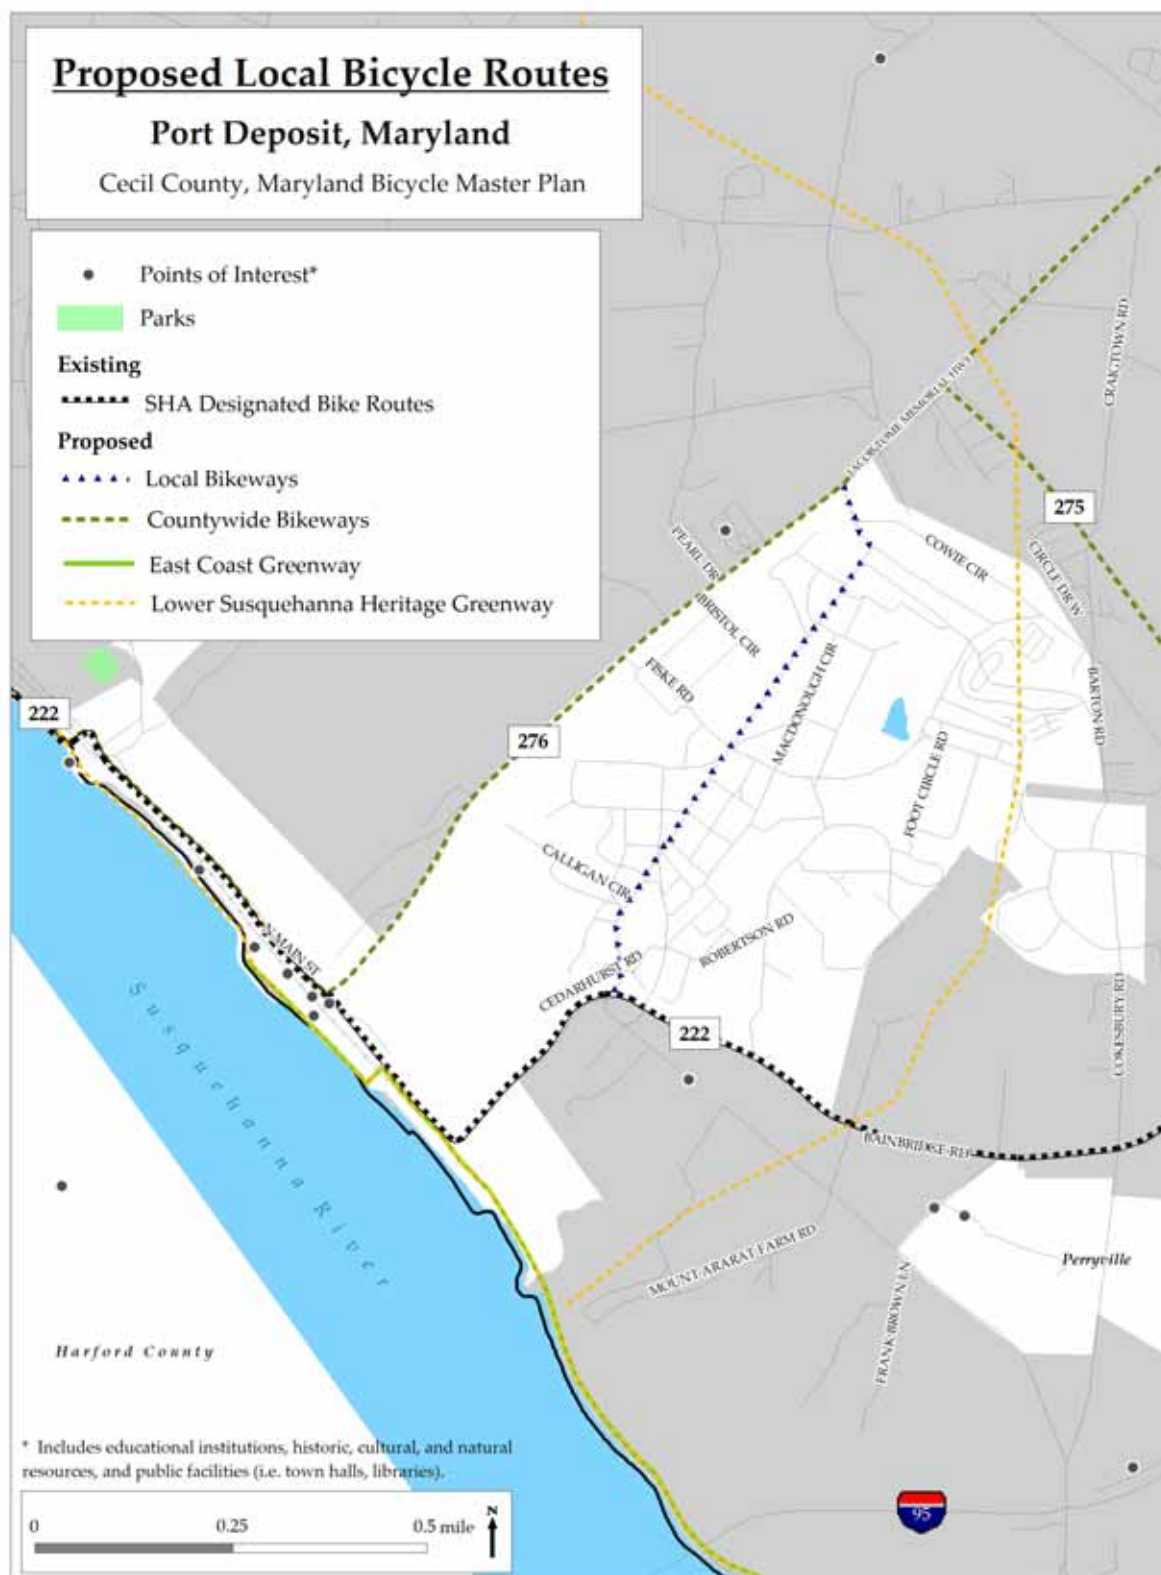 Proposed Local Bicycle Routes
Port Deposit, Maryland
Cecil County, Maryland Bicycle Master Plan
Points of Interest*
Parks
Existing
SHA Designated Bike Routes
Proposed
Local Bikeways
Countywide Bikeways
East Coast Greenway
Lower Susquehanna Heritage Greenway
CRAIGTOWN RD
JACOB TOME MEMORIAL HWY
275
PEARL DR
COWIE CIR
CIRCLE DR W
BRISTOL CIR
FISKE RD
MACDONOUGH CIR
BARTON RD
222
276
FOOT CIRCLE RD
CALLIGAN CIR
ROBERTSON RD
N MAIN ST
CEDARHURST RD
COKESBURY RD
222
BAINBRIDGE RD
Susquehanna River
MOUNT ARARAT FARM RD
Perryville
FRANK BROWN LN
Harford County
* Includes educational institutions, historic, cultural, and natural
resources, and public facilities (i.e. town halls, libraries).
95
0 0.25 0.5 mile
N